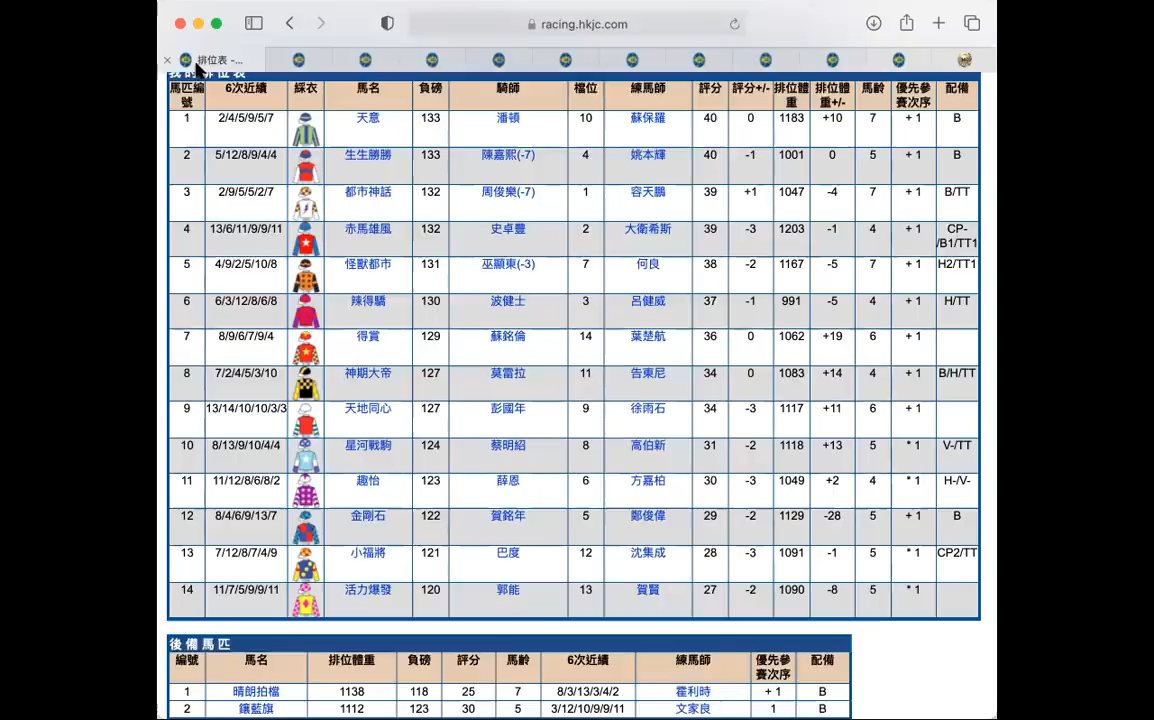 racing.hkjc.com
排位表 -...
我的排位表
馬匹編號 6次近績 綵衣 馬名 負磅 騎師 檔位 練馬師 評分 評分+/- 排位體重 排位體重+/- 馬齡 優先參賽次序 配備
1 2/4/5/9/5/7 天意 133 潘頓 10 蘇保羅 40 0 1183 +10 7 + 1 B
2 5/12/8/9/4/4 生生勝勝 133 陳嘉熙(-7) 4 姚本輝 40 -1 1001 0 5 + 1 B
3 2/9/5/5/2/7 都市神話 132 周俊樂(-7) 1 容天鵬 39 +1 1047 -4 7 + 1 B/TT
4 13/6/11/9/9/11 赤馬雄風 132 史卓豐 2 大衛希斯 39 -3 1203 -1 4 + 1 CP-/B1/TT1
5 4/9/2/5/10/8 怪獸都市 131 巫顯東(-3) 7 何良 38 -2 1167 -5 7 + 1 H2/TT1
6 6/3/12/8/6/8 辣得驕 130 波健士 3 呂健威 37 -1 991 -5 4 + 1 H/TT
7 8/9/6/7/9/4 得賞 129 蘇銘倫 14 葉楚航 36 0 1062 +19 6 + 1
8 7/2/4/5/3/10 神期大帝 127 莫雷拉 11 告東尼 34 0 1083 +14 4 + 1 B/H/TT
9 13/14/10/10/3/3 天地同心 127 彭國年 9 徐雨石 34 -3 1117 +11 6 + 1
10 8/13/9/10/4/4 星河戰駒 124 蔡明紹 8 高伯新 31 -2 1118 +13 5 * 1 V-/TT
11 11/12/8/6/8/2 趣怡 123 薛恩 6 方嘉柏 30 -3 1049 +2 4 * 1 H-/V-
12 8/4/6/9/13/7 金剛石 122 賀銘年 5 鄭俊偉 29 -2 1129 -28 5 + 1 B
13 7/12/8/7/4/9 小福將 121 巴度 12 沈集成 28 -3 1091 -1 5 * 1 CP2/TT
14 11/7/5/9/9/11 活力爆發 120 郭能 13 賀賢 27 -2 1090 -8 5 * 1
後備馬匹
編號 馬名 排位體重 負磅 評分 馬齡 6次近績 練馬師 優先參賽次序 配備
1 晴朗拍檔 1138 118 25 7 8/3/13/3/4/2 霍利時 + 1 B
2 鑲藍旗 1112 123 30 5 3/12/10/9/9/11 文家良 1 B